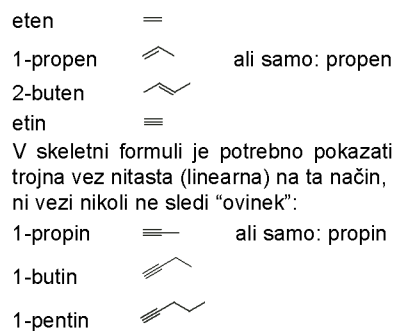 eten
1-propen ali samo: propen
2-buten
etin
V skeletni formuli je potrebno pokazati
trojna vez nitasta (linearna) na ta način,
ni vezi nikoli ne sledi “ovinek”:
1-propin ali samo: propin
1-butin
1-pentin